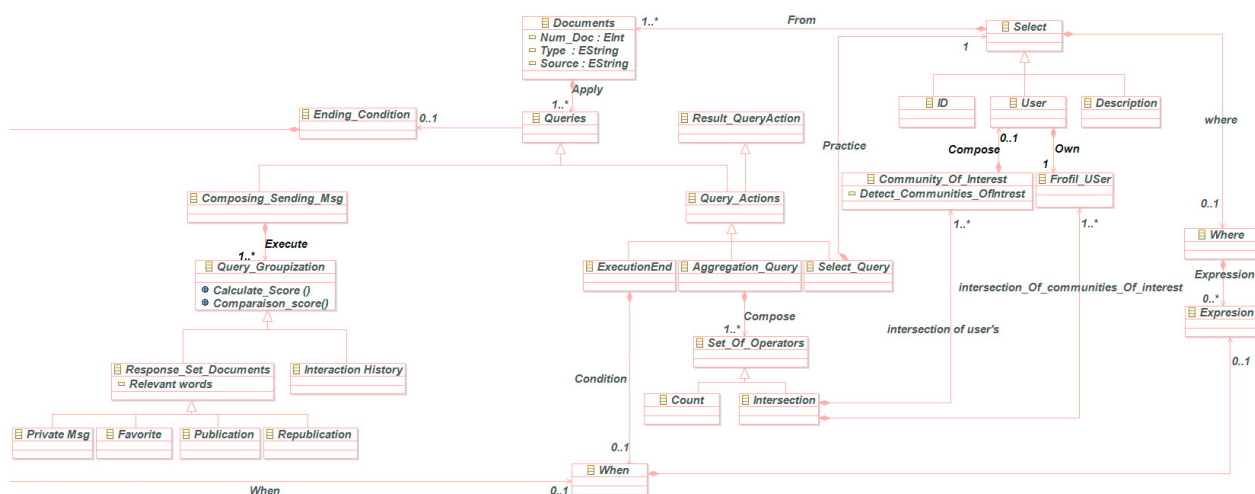 Documents
From
Select
1..*
Num_Doc : EInt
Type : EString
Source : EString
1
Apply
1..*
Ending_Condition
0..1
Queries
Result_QueryAction
ID
User
Description
Practice
Compose
0..1
Own
1
where
Composing_Sending_Msg
Query_Actions
Community_Of_Interest
Detect_Communities_OfIntrest
Frofil_USer
0..1
1..*
1..*
Where
Execute
1..*
Query_Groupization
Calculate_Score ()
Comparaison_score()
ExecutionEnd
Aggregation_Query
Select_Query
Expression
intersection_Of_communities_Of_interest
0..*
Expresion
Compose
1..*
intersection of user's
Set_Of_Operators
Response_Set_Documents
Relevant words
Interaction History
Condition
0..1
Count
Intersection
Private Msg
Favorite
Publication
Republication
0..1
When
When
0..1